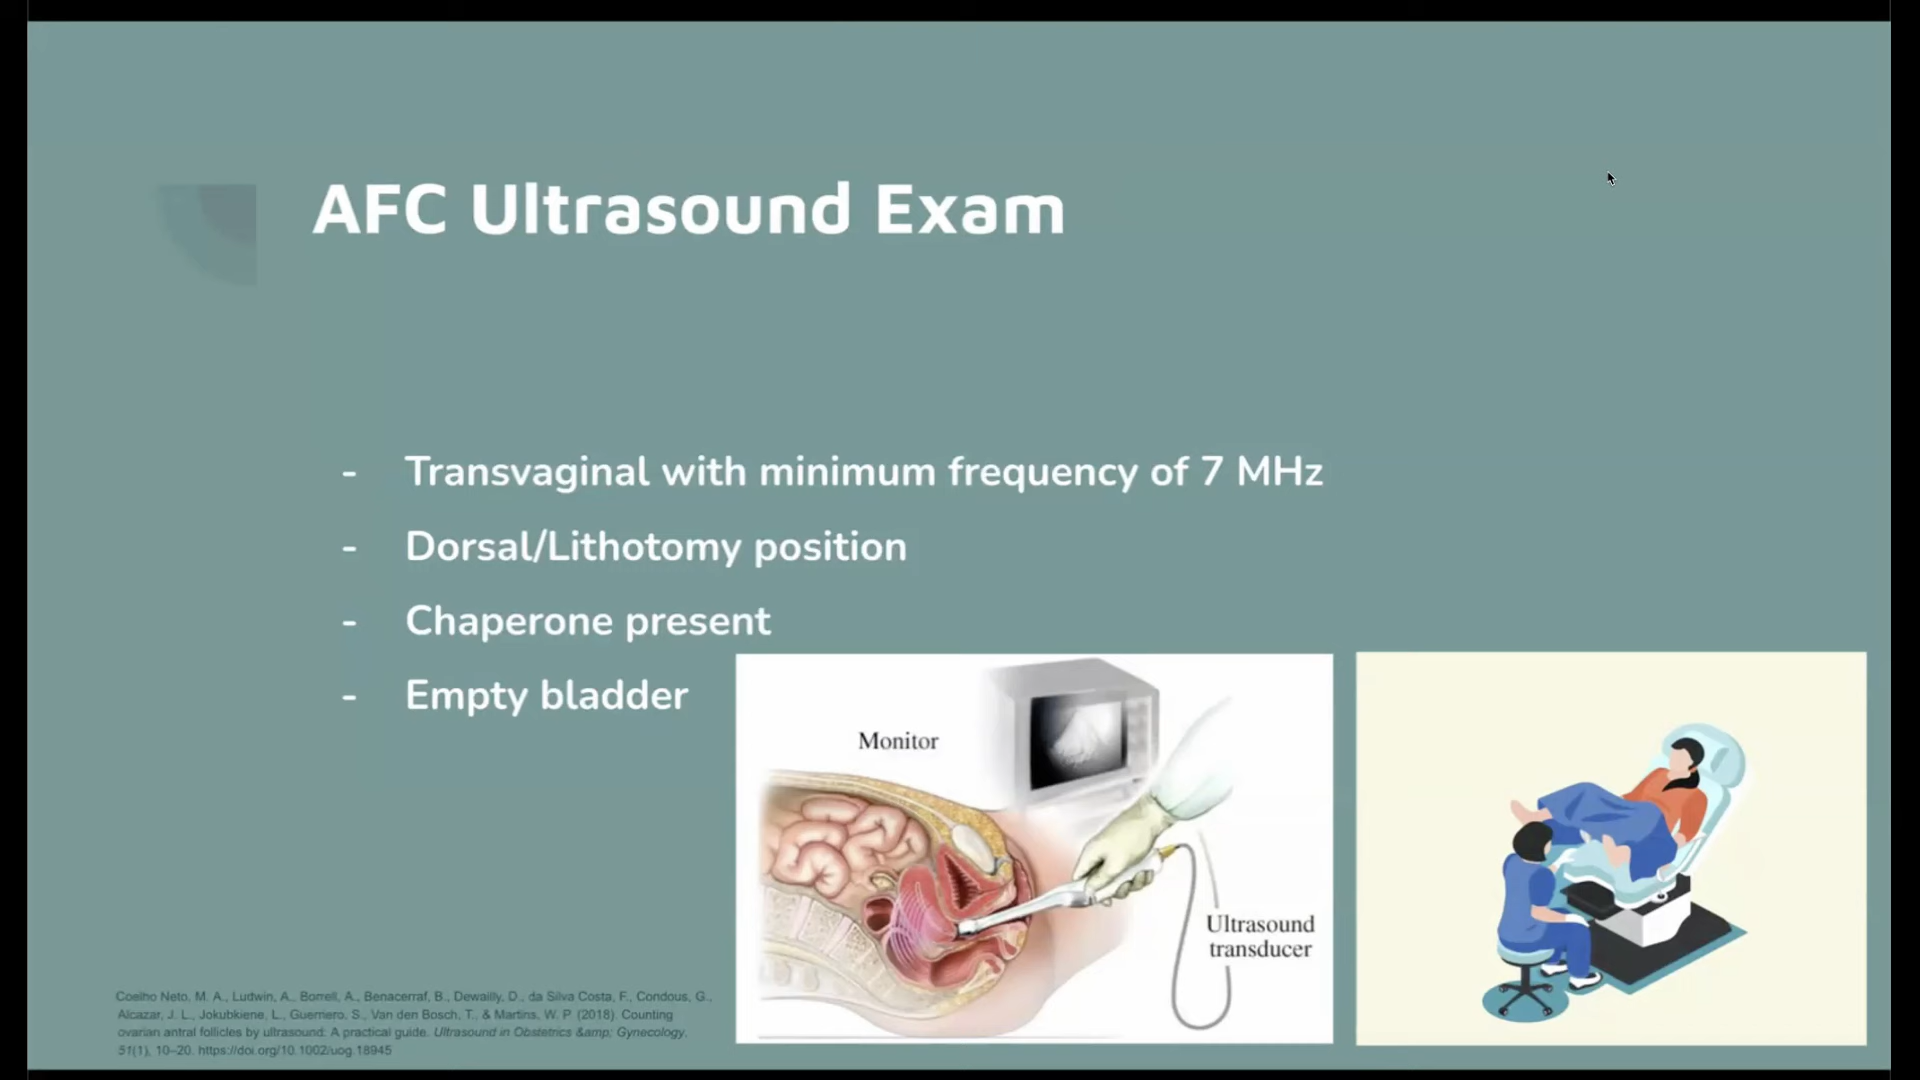 AFC Ultrasound Exam
- Transvaginal with minimum frequency of 7 MHz
- Dorsal/Lithotomy position
- Chaperone present
- Empty bladder
Monitor
Ultrasound
transducer
Coelho Neto, M. A., Ludwin, A., Borrell, A., Benacerraf, B., Dewailly, D., da Silva Costa, F., Condous, G.,
Alcazar, J. L., Jokubkiene, L., Guerriero, S., Van den Bosch, T., & Martins, W. P. (2018). Counting
ovarian antral follicles by ultrasound: A practical guide. Ultrasound in Obstetrics &amp; Gynecology,
51(1), 10–20. https://doi.org/10.1002/uog.18945